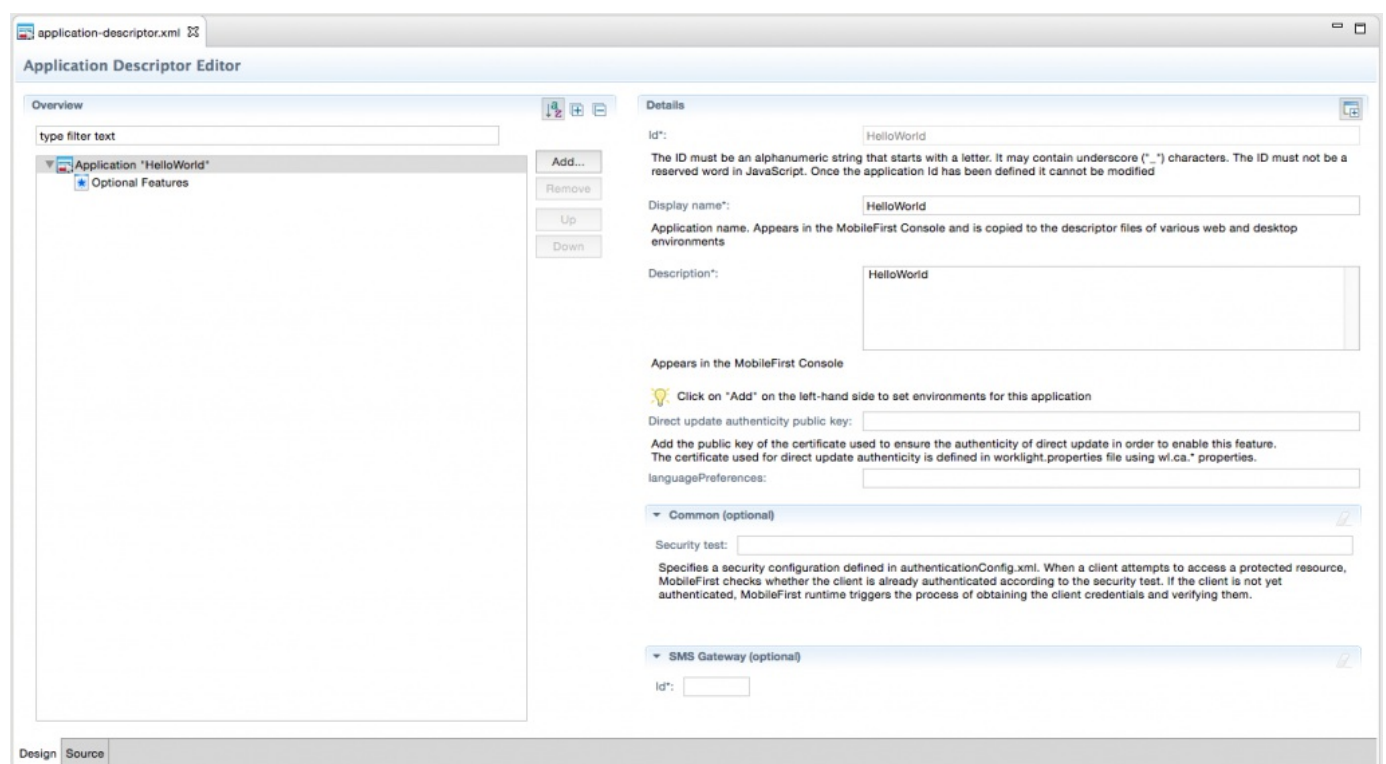 application-descriptor.xml
Application Descriptor Editor
Overview
type filter text
Application "HelloWorld"
Optional Features
Add...
Remove
Up
Down
Details
Id*:
HelloWorld
The ID must be an alphanumeric string that starts with a letter. It may contain underscore ("_") characters. The ID must not be a
reserved word in JavaScript. Once the application Id has been defined it cannot be modified
Display name*:
HelloWorld
Application name. Appears in the MobileFirst Console and is copied to the descriptor files of various web and desktop
environments
Description*:
HelloWorld
Appears in the MobileFirst Console
Click on "Add" on the left-hand side to set environments for this application
Direct update authenticity public key:
Add the public key of the certificate used to ensure the authenticity of direct update in order to enable this feature.
The certificate used for direct update authenticity is defined in worklight.properties file using wl.ca.* properties.
languagePreferences:
Common (optional)
Security test:
Specifies a security configuration defined in authenticationConfig.xml. When a client attempts to access a protected resource,
MobileFirst checks whether the client is already authenticated according to the security test. If the client is not yet
authenticated, MobileFirst runtime triggers the process of obtaining the client credentials and verifying them.
SMS Gateway (optional)
Id*:
Design Source